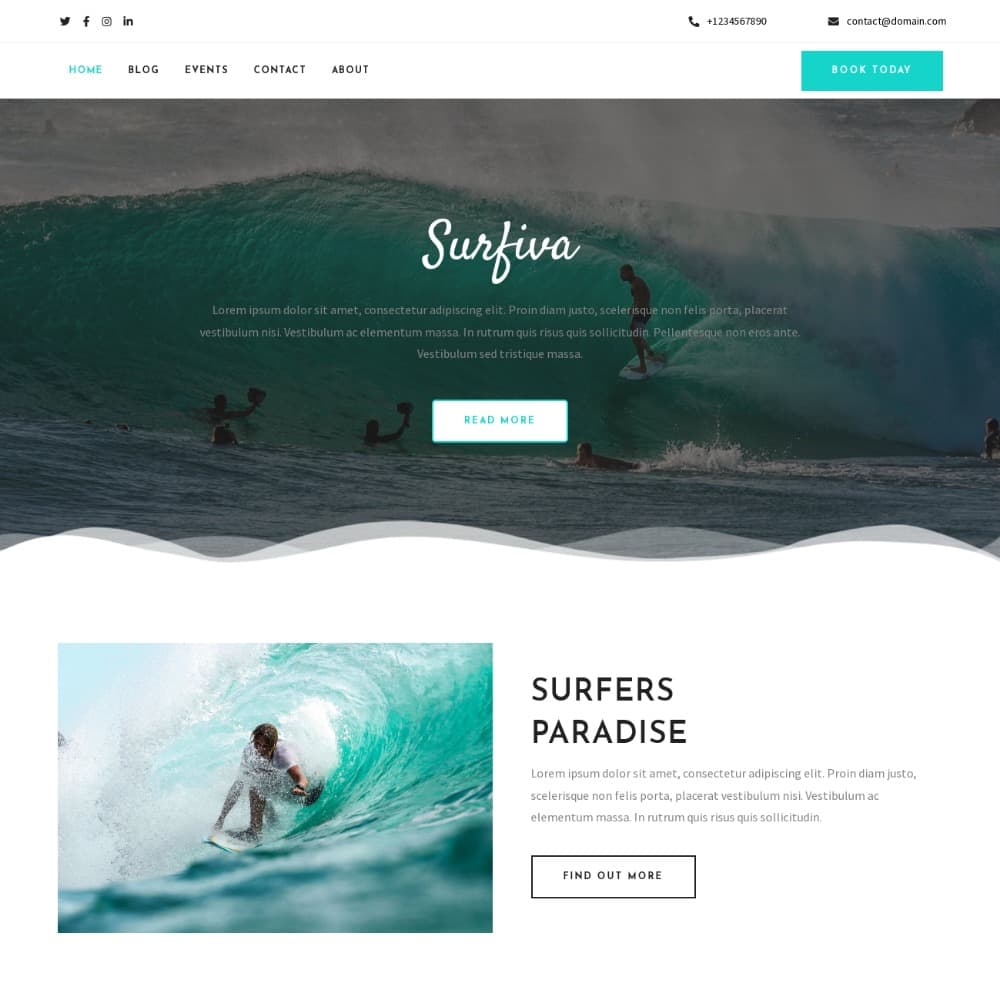 +1234567890
contact@domain.com
HOME BLOG EVENTS CONTACT ABOUT
BOOK TODAY
Surfiva
Lorem ipsum dolor sit amet, consectetur adipiscing elit. Proin diam justo, scelerisque non felis porta, placerat
vestibulum nisi. Vestibulum ac elementum massa. In rutrum quis risus quis sollicitudin. Pellentesque non eros ante.
Vestibulum sed tristique massa.
READ MORE
SURFERS
PARADISE
Lorem ipsum dolor sit amet, consectetur adipiscing elit. Proin diam justo,
scelerisque non felis porta, placerat vestibulum nisi. Vestibulum ac
elementum massa. In rutrum quis risus quis sollicitudin.
FIND OUT MORE